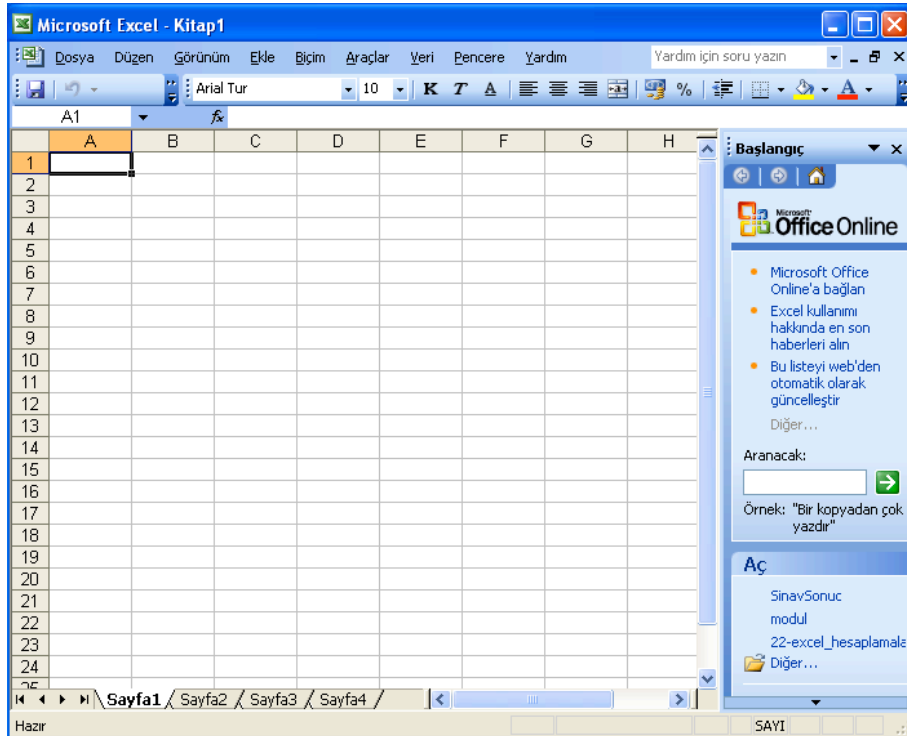 Microsoft Excel - Kitap1
Dosya Düzen Görünüm Ekle Biçim Araçlar Veri Pencere Yardım Yardım için soru yazın
Arial Tur 10 K T A % A
A1 fx
A B C D E F G H
1
2
3
4
5
6
7
8
9
10
11
12
13
14
15
16
17
18
19
20
21
22
23
24
25
Başlangıç
Microsoft
Office Online
Microsoft Office
Online'a bağlan
Excel kullanımı
hakkında en son
haberleri alın
Bu listeyi web'den
otomatik olarak
güncelleştir
Diğer...
Aranacak:
Örnek: "Bir kopyadan çok
yazdır"
Aç
SinavSonuc
modul
22-excel_hesaplamala
Diğer...
Sayfa1 Sayfa2 Sayfa3 Sayfa4
Hazır SAYI